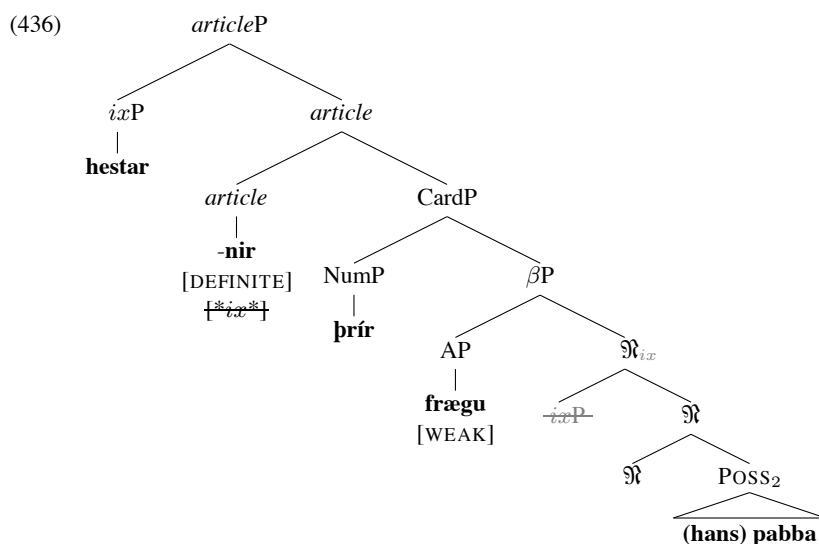 (436) articleP
ixP article
hestar
article CardP
-nir
[DEFINITE] NumP βP
[*ix*]
þrír AP 𝔑ix
frægu ixP 𝔑
[WEAK]
𝔑 POSS₂
(hans) pabba